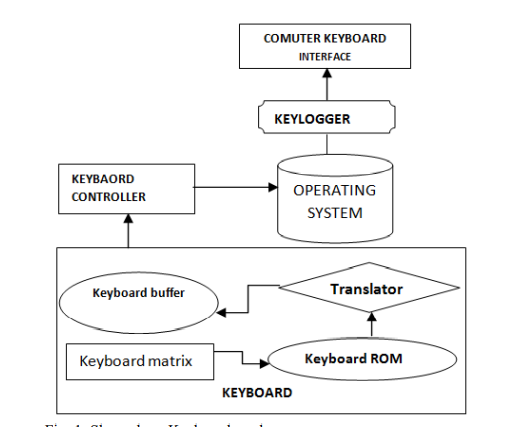 COMUTER KEYBOARD
INTERFACE
KEYLOGGER
KEYBAORD
CONTROLLER
OPERATING
SYSTEM
Keyboard buffer
Translator
Keyboard matrix
Keyboard ROM
KEYBOARD